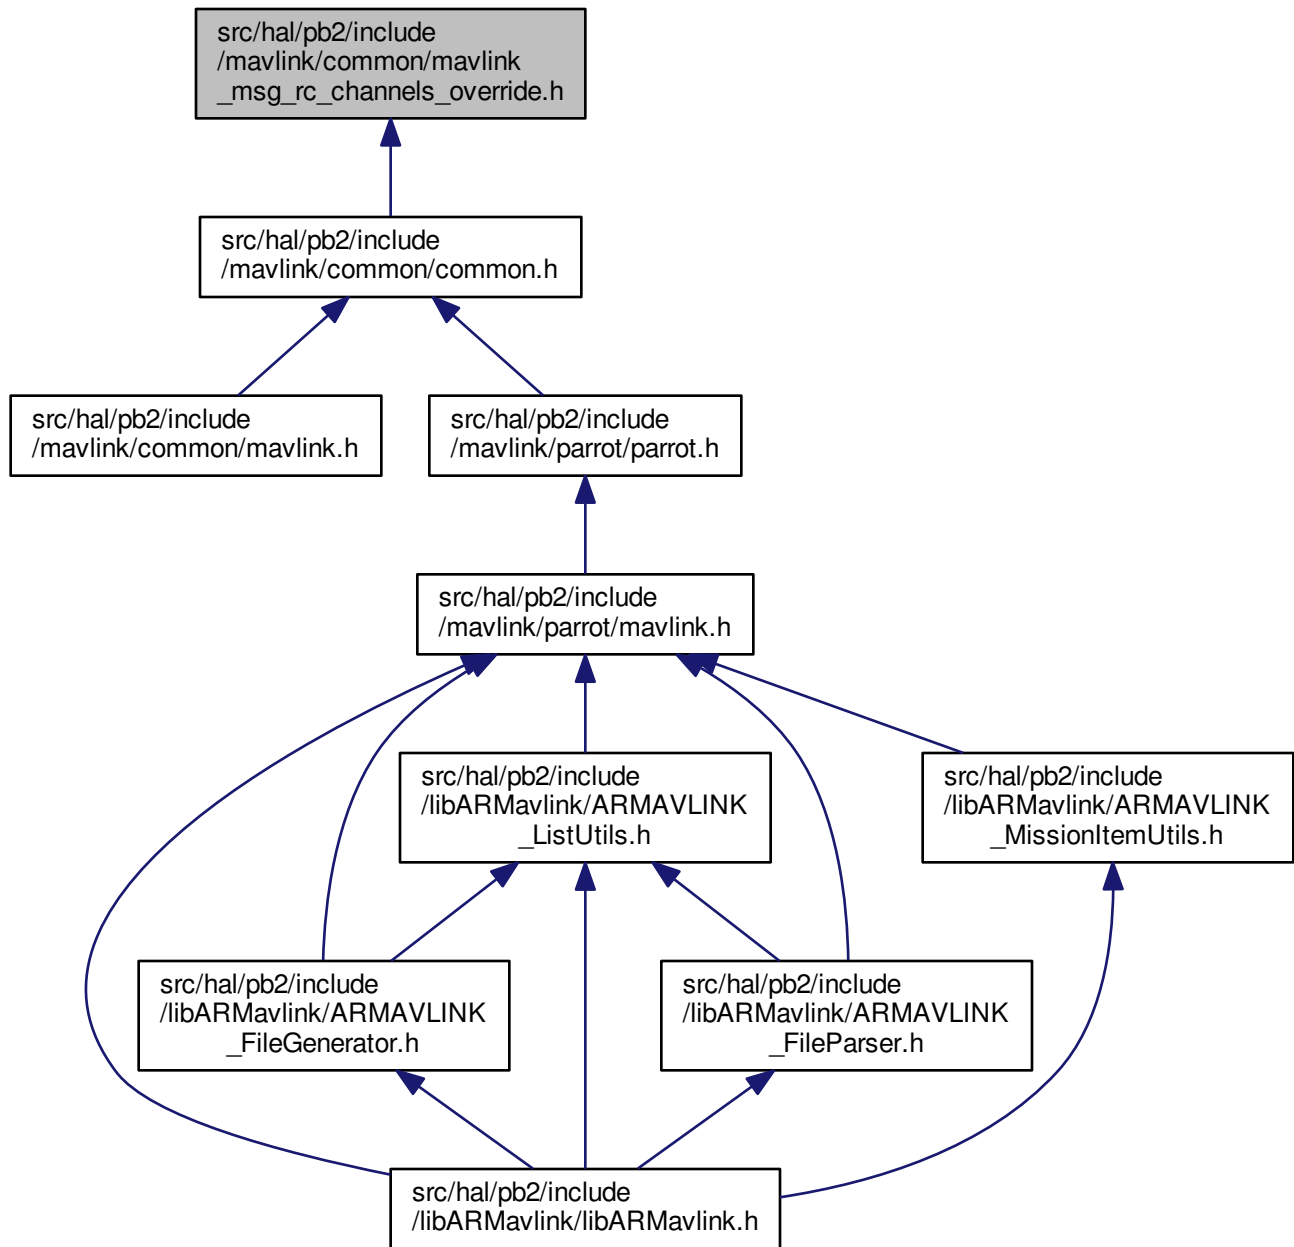 src/hal/pb2/include
/mavlink/common/mavlink
_msg_rc_channels_override.h
src/hal/pb2/include
/mavlink/common/common.h
src/hal/pb2/include
/mavlink/common/mavlink.h
src/hal/pb2/include
/mavlink/parrot/parrot.h
src/hal/pb2/include
/mavlink/parrot/mavlink.h
src/hal/pb2/include
/libARMavlink/ARMAVLINK
_ListUtils.h
src/hal/pb2/include
/libARMavlink/ARMAVLINK
_MissionItemUtils.h
src/hal/pb2/include
/libARMavlink/ARMAVLINK
_FileGenerator.h
src/hal/pb2/include
/libARMavlink/ARMAVLINK
_FileParser.h
src/hal/pb2/include
/libARMavlink/libARMavlink.h